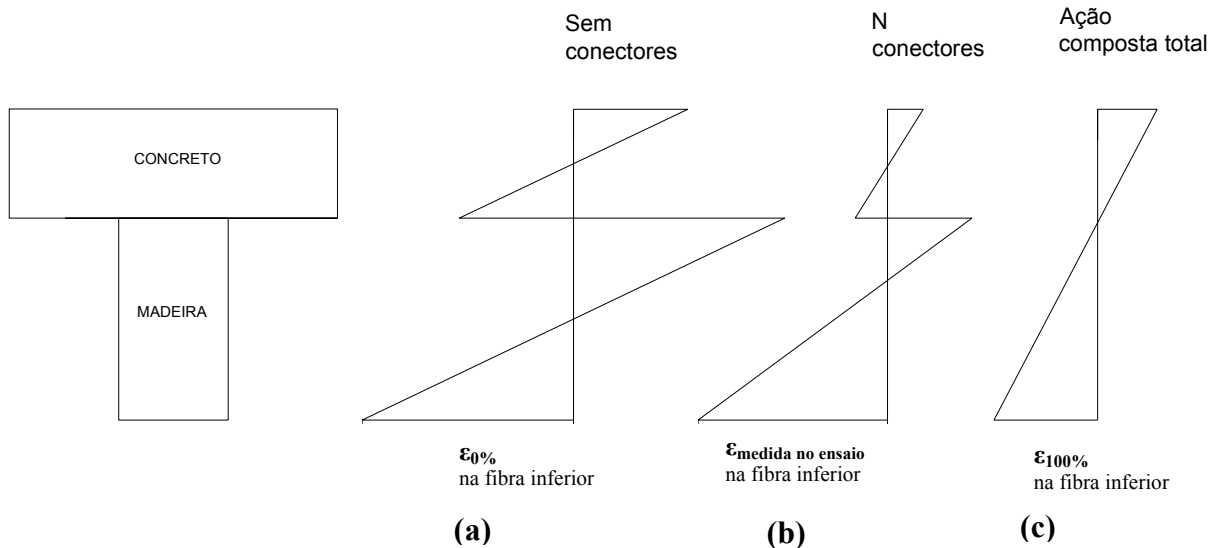 Sem
conectores
N
conectores
Ação
composta total
CONCRETO
MADEIRA
ε0%
na fibra inferior
εmedida no ensaio
na fibra inferior
ε100%
na fibra inferior
(a)
(b)
(c)